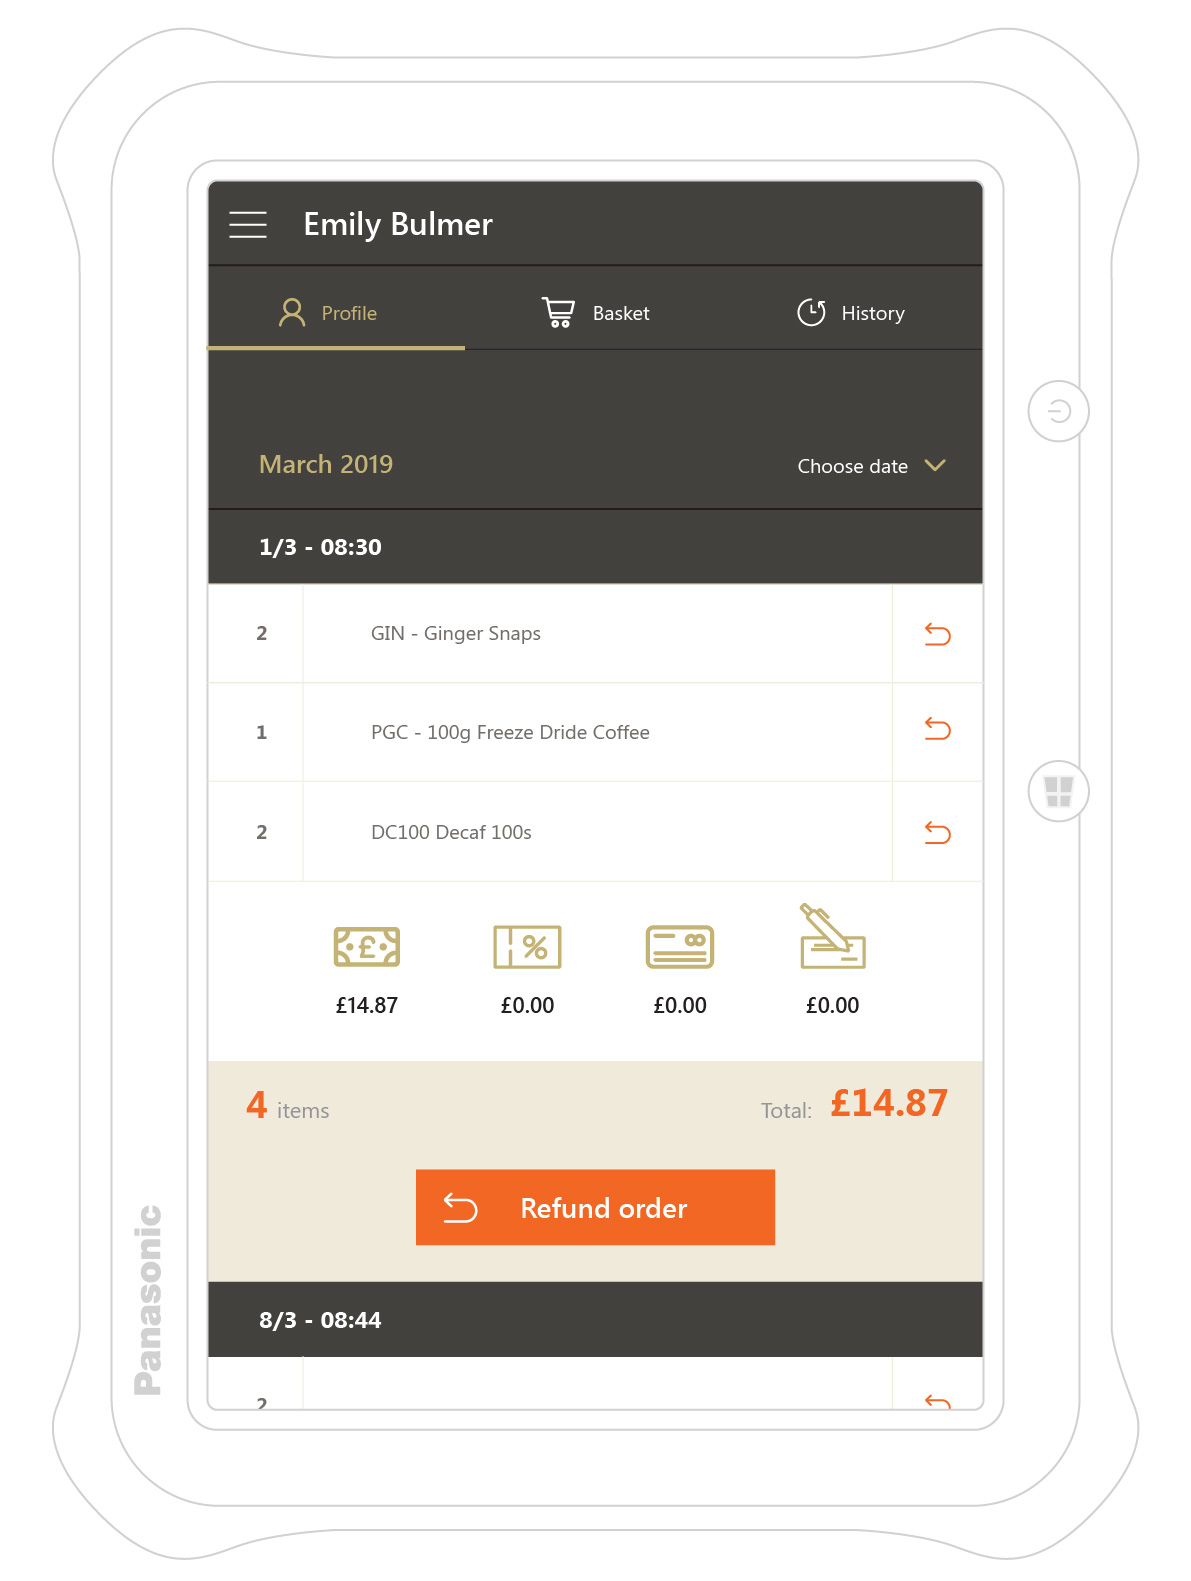 Emily Bulmer
Profile
Basket
History
March 2019
Choose date
1/3 - 08:30
2
GIN - Ginger Snaps
1
PGC - 100g Freeze Dride Coffee
2
DC100 Decaf 100s
£
%
£14.87
£0.00
£0.00
£0.00
4 items
Total: £14.87
Refund order
8/3 - 08:44
2
Panasonic